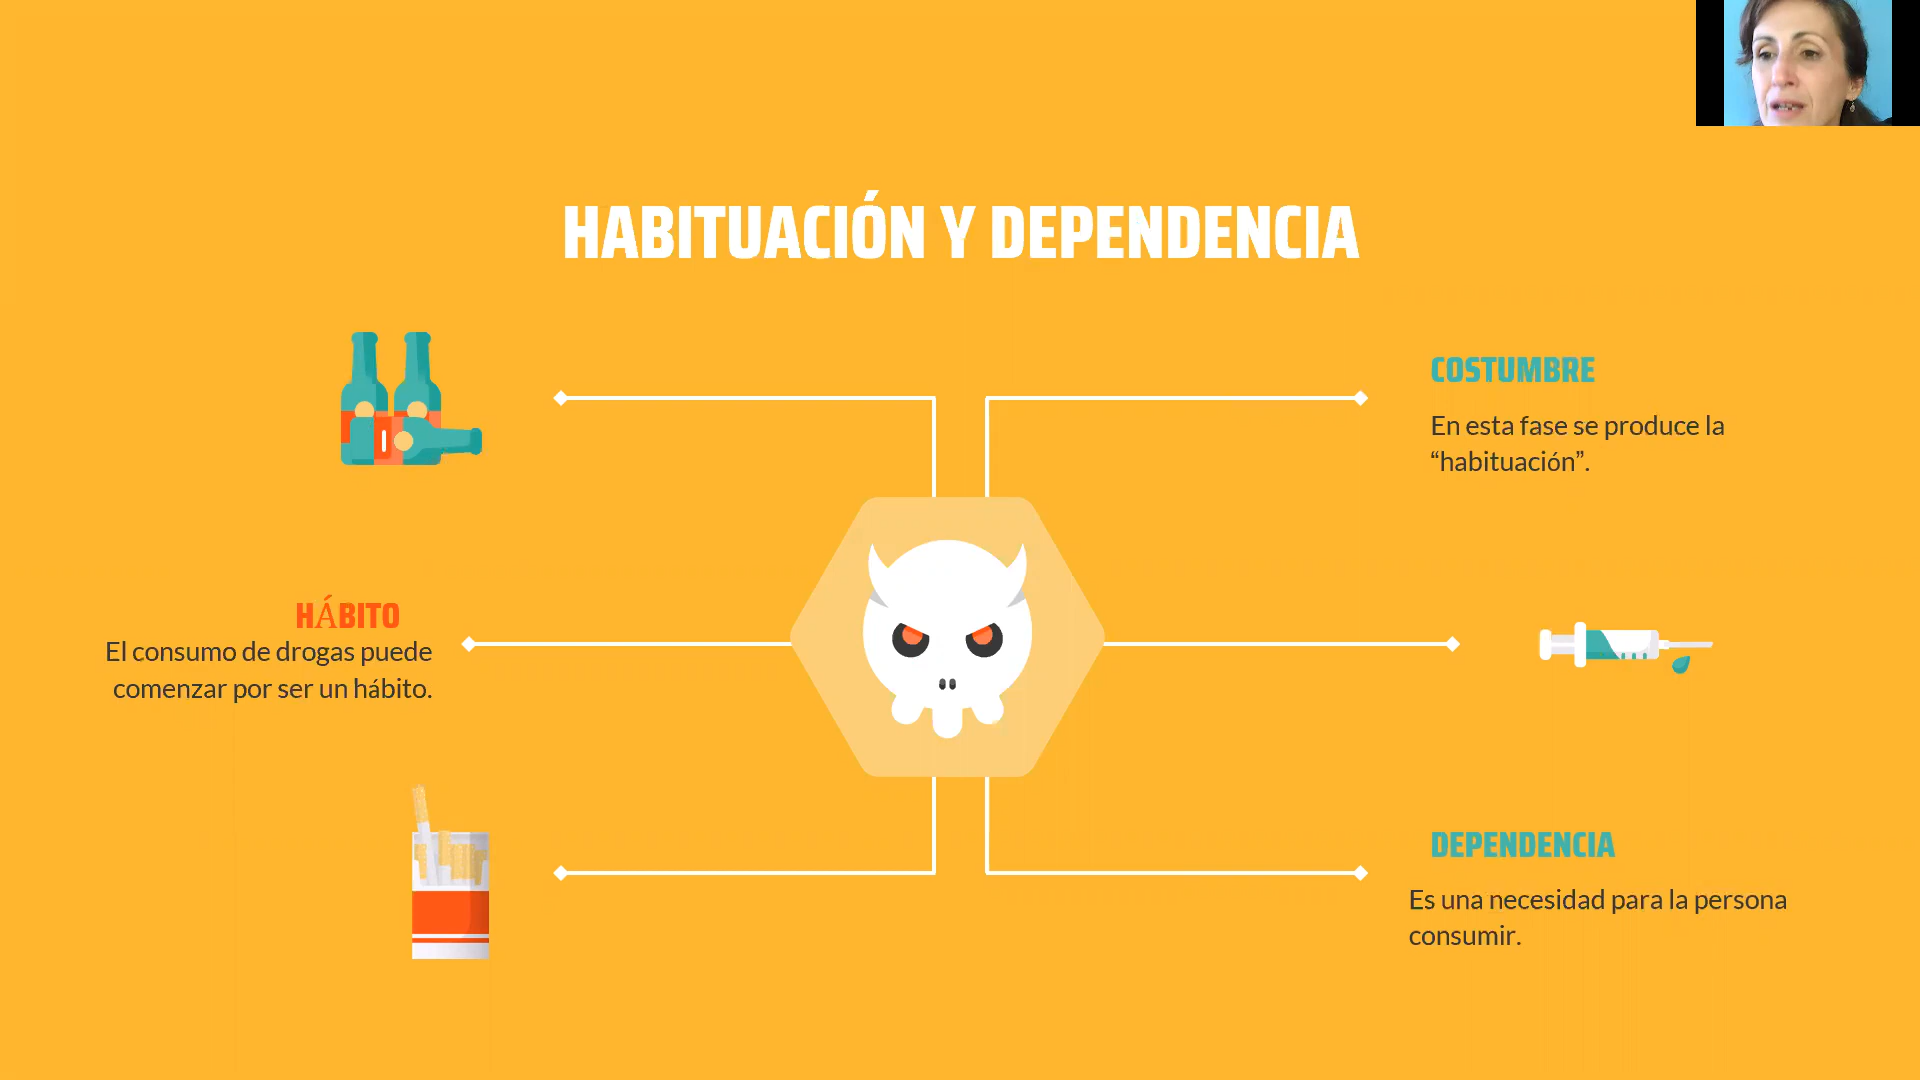 HABITUACIÓN Y DEPENDENCIA
COSTUMBRE
En esta fase se produce la
“habituación”.
HÁBITO
El consumo de drogas puede
comenzar por ser un hábito.
DEPENDENCIA
Es una necesidad para la persona
consumir.